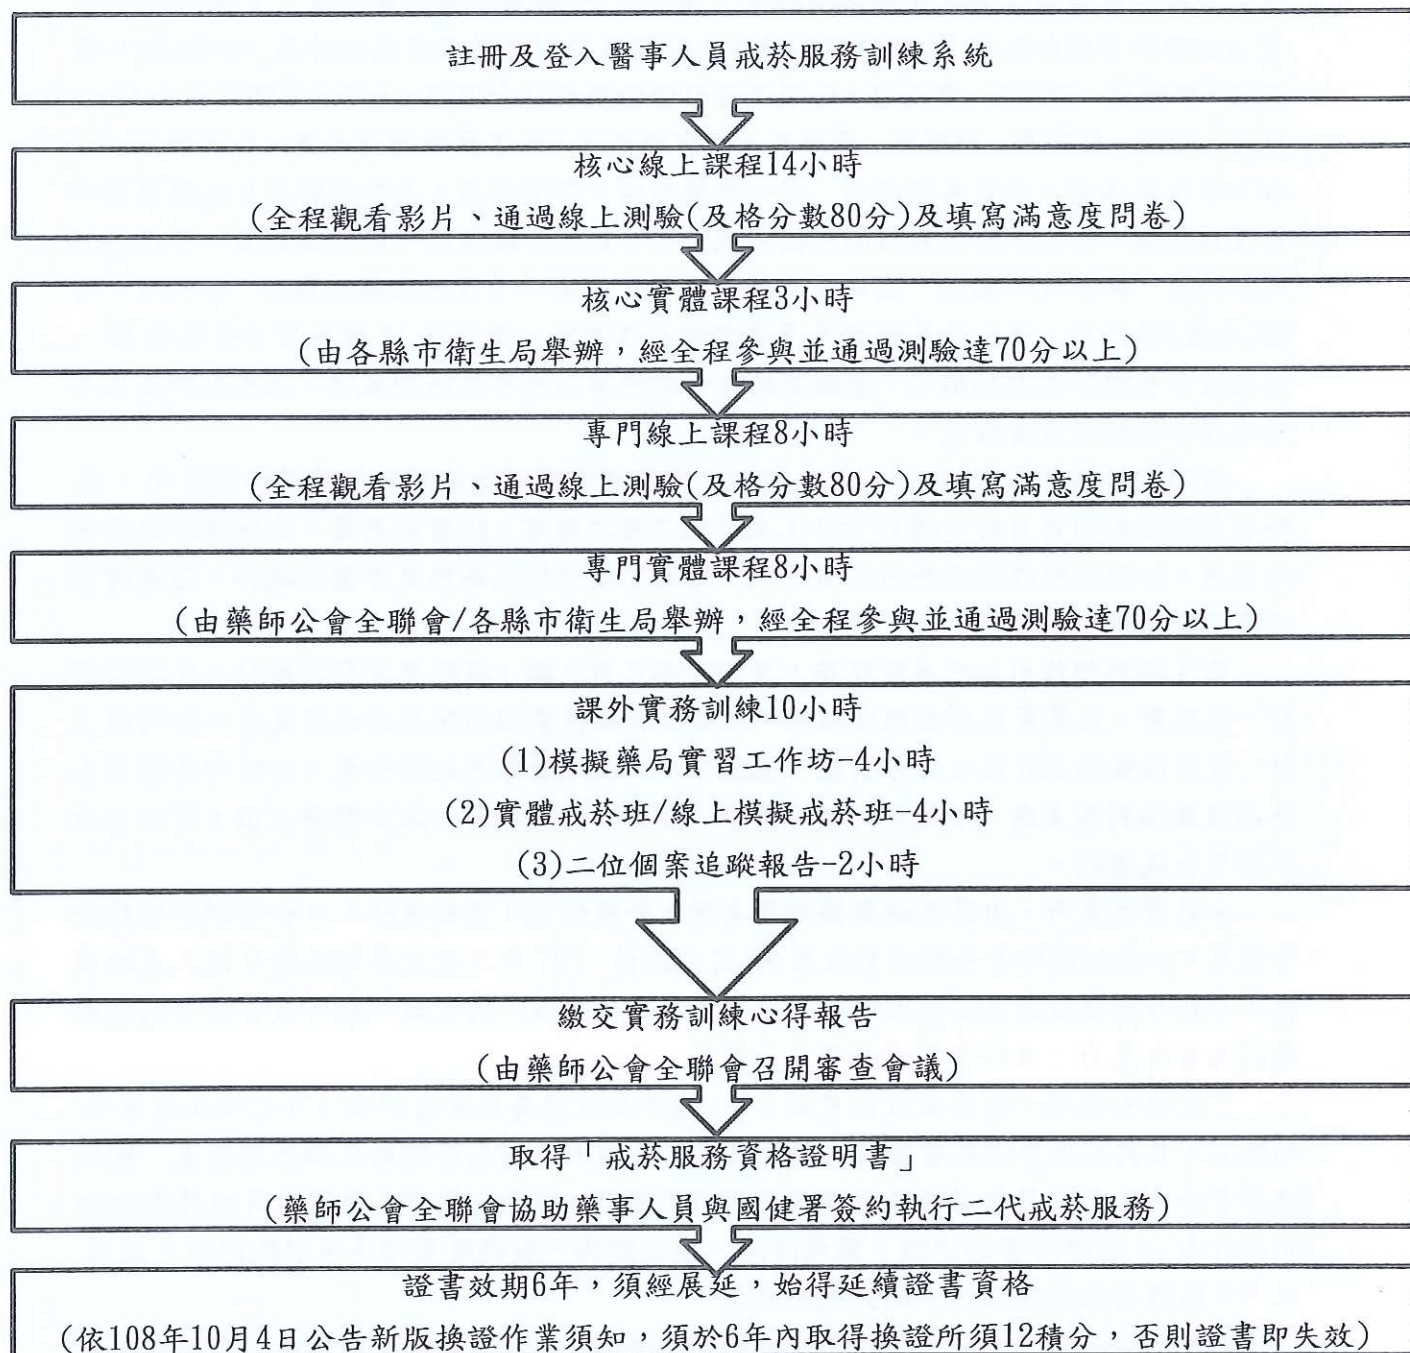 註冊及登入醫事人員戒菸服務訓練系統
核心線上課程14小時
(全程觀看影片、通過線上測驗(及格分數80分)及填寫滿意度問卷)
核心實體課程3小時
(由各縣市衛生局舉辦，經全程參與並通過測驗達70分以上)
專門線上課程8小時
(全程觀看影片、通過線上測驗(及格分數80分)及填寫滿意度問卷)
專門實體課程8小時
(由藥師公會全聯會/各縣市衛生局舉辦，經全程參與並通過測驗達70分以上)
課外實務訓練10小時
(1)模擬藥局實習工作坊-4小時
(2)實體戒菸班/線上模擬戒菸班-4小時
(3)二位個案追蹤報告-2小時
繳交實務訓練心得報告
(由藥師公會全聯會召開審查會議)
取得「戒菸服務資格證明書」
(藥師公會全聯會協助藥事人員與國健署簽約執行二代戒菸服務)
證書效期6年，須經展延，始得延續證書資格
(依108年10月4日公告新版換證作業須知，須於6年內取得換證所須12積分，否則證書即失效)